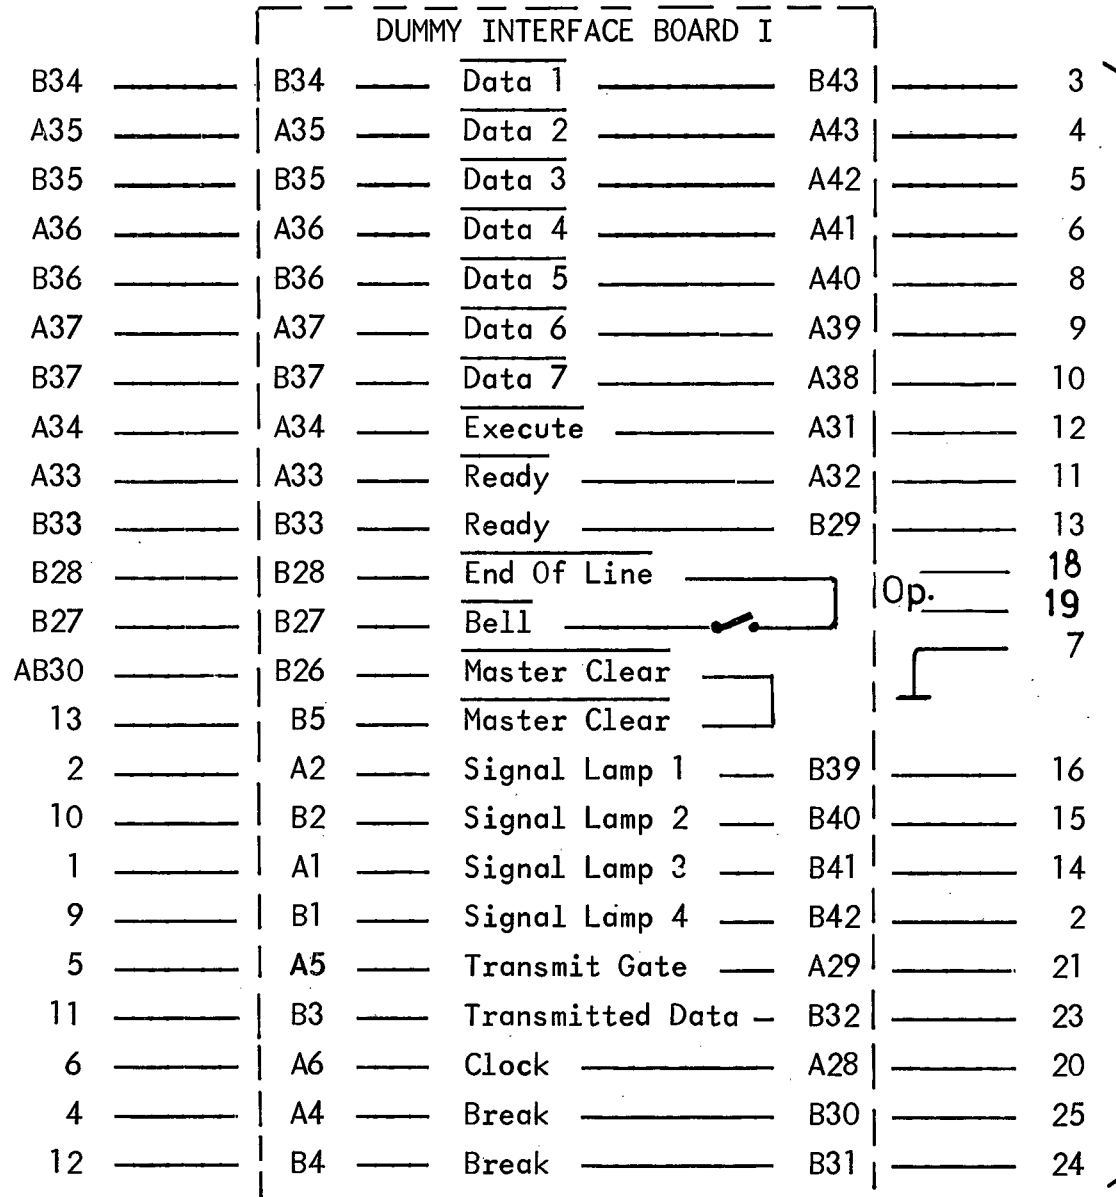 DUMMY INTERFACE BOARD I
B34 B34 Data 1 B43 3
A35 A35 Data 2 A43 4
B35 B35 Data 3 A42 5
A36 A36 Data 4 A41 6
B36 B36 Data 5 A40 8
A37 A37 Data 6 A39 9
B37 B37 Data 7 A38 10
A34 A34 Execute A31 12
A33 A33 Ready A32 11
B33 B33 Ready B29 13
B28 B28 End Of Line 18
Op.
B27 B27 Bell 19
7
AB30 B26 Master Clear
13 B5 Master Clear
2 A2 Signal Lamp 1 B39 16
10 B2 Signal Lamp 2 B40 15
1 A1 Signal Lamp 3 B41 14
9 B1 Signal Lamp 4 B42 2
5 A5 Transmit Gate A29 21
11 B3 Transmitted Data B32 23
6 A6 Clock A28 20
4 A4 Break B30 25
12 B4 Break B31 24